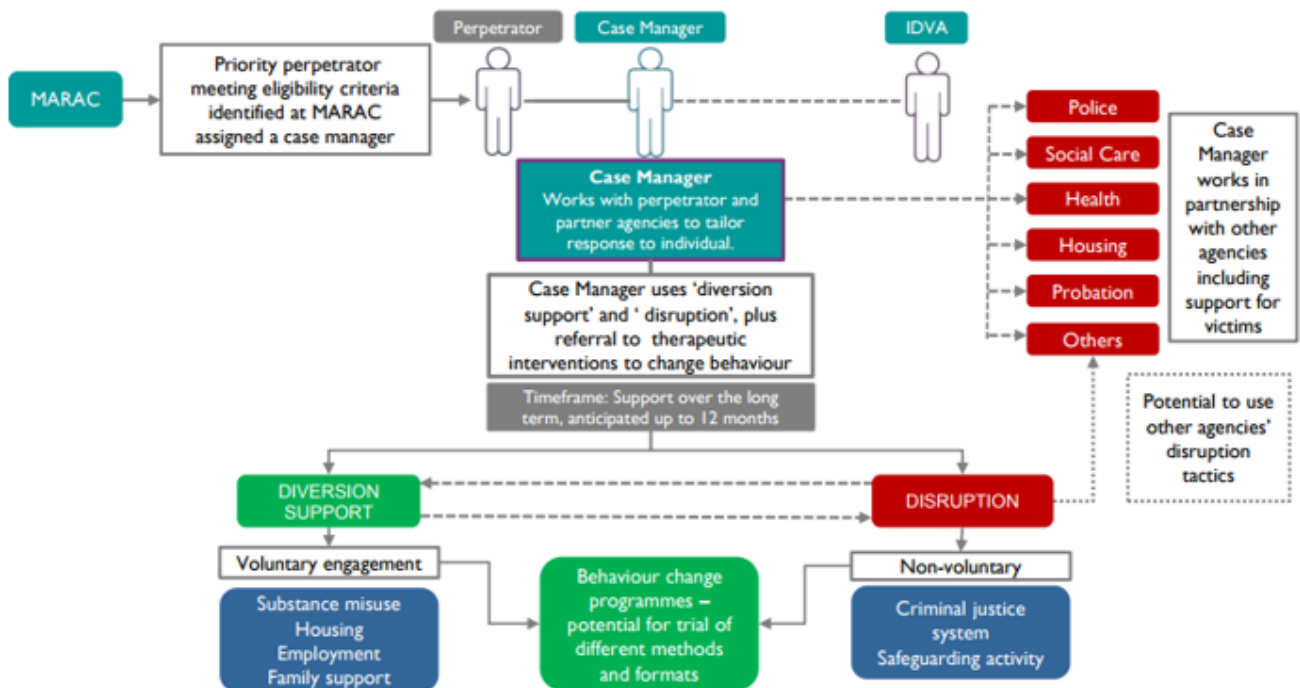 Perpetrator
Case Manager
IDVA
MARAC
Priority perpetrator
meeting eligibility criteria
identified at MARAC
assigned a case manager
Case Manager
Works with perpetrator and
partner agencies to tailor
response to individual.
Police
Social Care
Health
Housing
Probation
Others
Case
Manager
works in
partnership
with other
agencies
including
support for
victims
Case Manager uses ‘diversion
support’ and ‘ disruption’, plus
referral to therapeutic
interventions to change behaviour
Timeframe: Support over the long
term, anticipated up to 12 months
Potential to use
other agencies’
disruption
tactics
DIVERSION
SUPPORT
DISRUPTION
Voluntary engagement
Non-voluntary
Substance misuse
Housing
Employment
Family support
Behaviour change
programmes –
potential for trial of
different methods
and formats
Criminal justice
system
Safeguarding activity